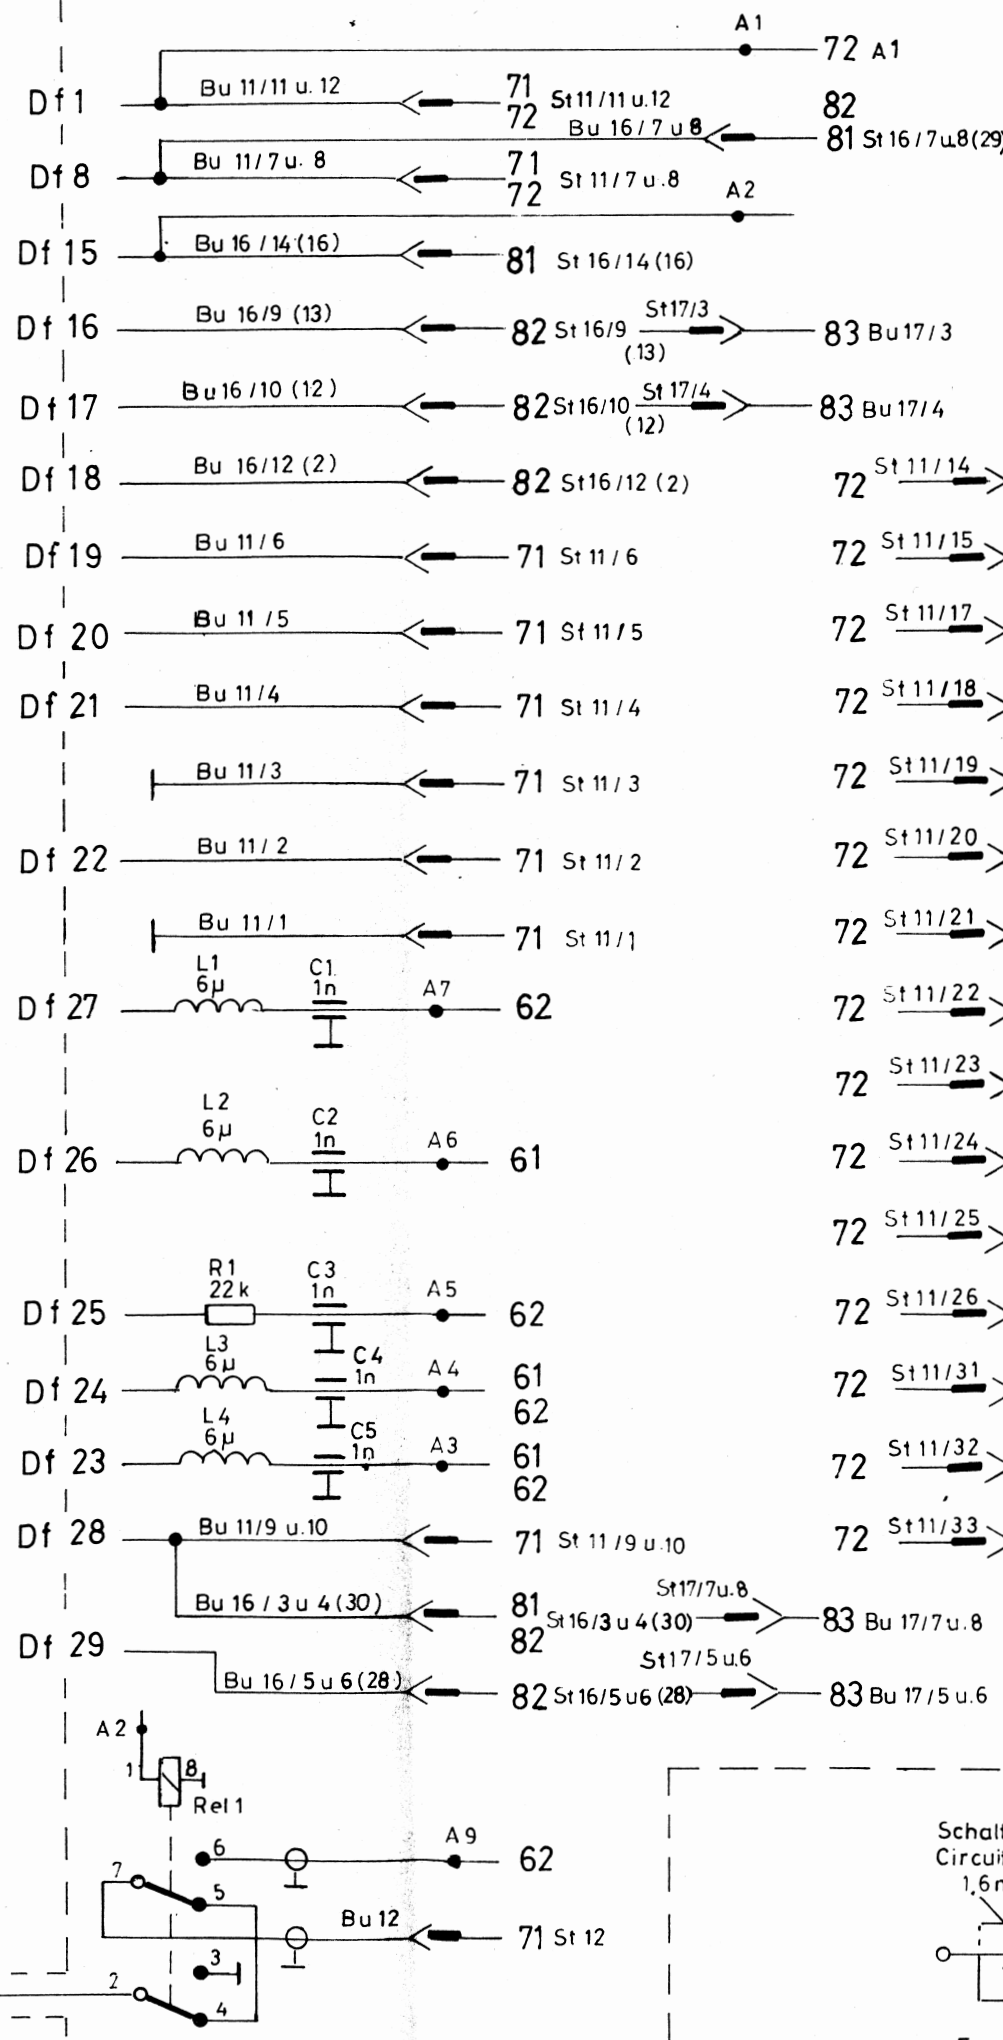 A1
72 A1
Df 1 Bu 11/11 u. 12 71 St 11/11 u. 12 82
72 Bu 16/7 u 8 81 St 16/7 u.8 (29)
Df 8 Bu 11/7 u. 8 71
72 St 11/7 u.8
A2
Df 15 Bu 16/14 (16) 81 St 16/14 (16)
Df 16 Bu 16/9 (13) 82 St 16/9 (13) St 17/3 83 Bu 17/3
Df 17 Bu 16/10 (12) 82 St 16/10 (12) St 17/4 83 Bu 17/4
Df 18 Bu 16/12 (2) 82 St 16/12 (2) 72 St 11/14
Df 19 Bu 11/6 71 St 11/6 72 St 11/15
Df 20 Bu 11/5 71 St 11/5 72 St 11/17
Df 21 Bu 11/4 71 St 11/4 72 St 11/18
Bu 11/3 71 St 11/3 72 St 11/19
Df 22 Bu 11/2 71 St 11/2 72 St 11/20
Bu 11/1 71 St 11/1 72 St 11/21
L1 C1
6µ 1n A7
Df 27 62 72 St 11/22
72 St 11/23
L2 C2
6µ 1n A6
Df 26 61 72 St 11/24
72 St 11/25
R1 C3
22 k 1n A5
Df 25 62 72 St 11/26
L3 C4
6µ 1n A4
Df 24 61 72 St 11/31
62
L4 C5
6µ 1n A3
Df 23 61 72 St 11/32
62
Df 28 Bu 11/9 u.10 71 St 11/9 u.10 72 St 11/33
Bu 16/3 u 4 (30) 81
82 St 16/3 u 4 (30) St 17/7 u.8 83 Bu 17/7 u.8
Df 29
Bu 16/5 u 6 (28) 82 St 16/5 u 6 (28) St 17/5 u.6 83 Bu 17/5 u.6
A2
1 8
Rel 1
6 A9 62
7 5
Bu 12 71 St 12
3
2 4
Schalt
Circuit
1,6